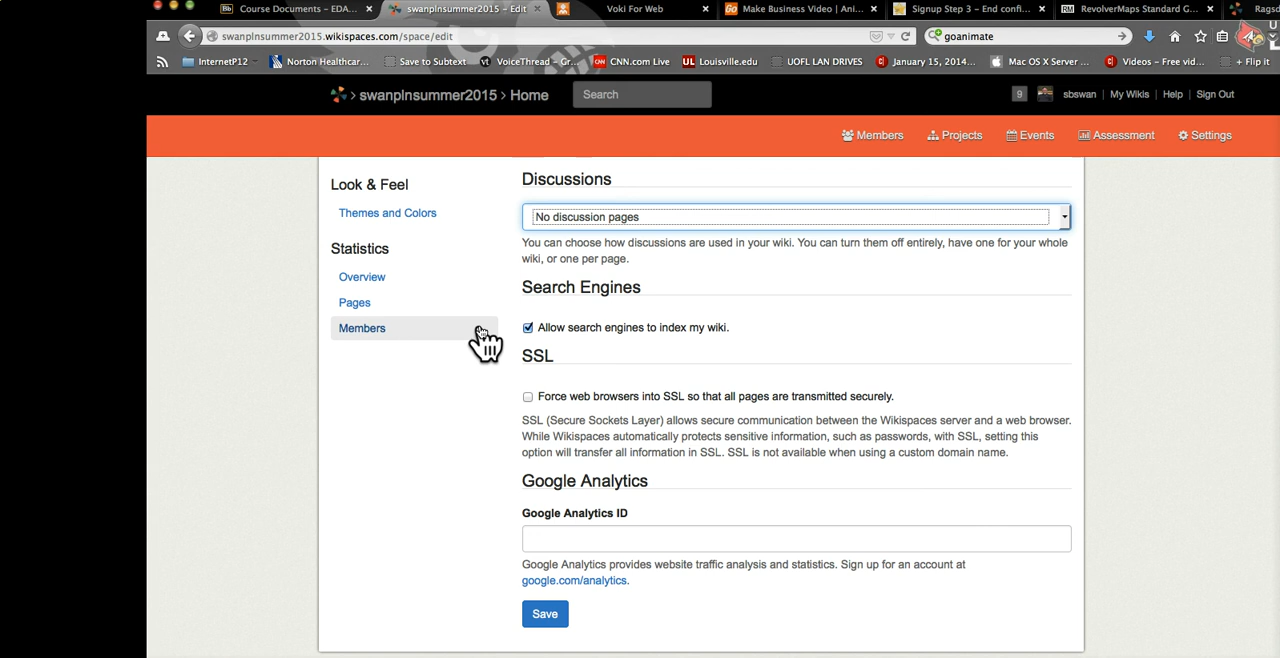 Course Documents – EDA...
swanplnsummer2015 - Edit
Voki For Web
Make Business Video | Ani...
Signup Step 3 - End confi...
RevolverMaps Standard G...
Ragsd
swanplnsummer2015.wikispaces.com/space/edit
goanimate
InternetP12
Norton Healthcar...
Save to Subtext
VoiceThread - Gr...
CNN.com Live
Louisville.edu
UOFL LAN DRIVES
January 15, 2014...
Mac OS X Server ...
Videos – Free vid...
+ Flip it
> swanplnsummer2015 > Home
Search
9
sbswan | My Wikis | Help | Sign Out
Members
Projects
Events
Assessment
Settings
Look & Feel
Themes and Colors
Statistics
Overview
Pages
Members
Discussions
No discussion pages
You can choose how discussions are used in your wiki. You can turn them off entirely, have one for your whole
wiki, or one per page.
Search Engines
Allow search engines to index my wiki.
SSL
Force web browsers into SSL so that all pages are transmitted securely.
SSL (Secure Sockets Layer) allows secure communication between the Wikispaces server and a web browser.
While Wikispaces automatically protects sensitive information, such as passwords, with SSL, setting this
option will transfer all information in SSL. SSL is not available when using a custom domain name.
Google Analytics
Google Analytics ID
Google Analytics provides website traffic analysis and statistics. Sign up for an account at
google.com/analytics.
Save